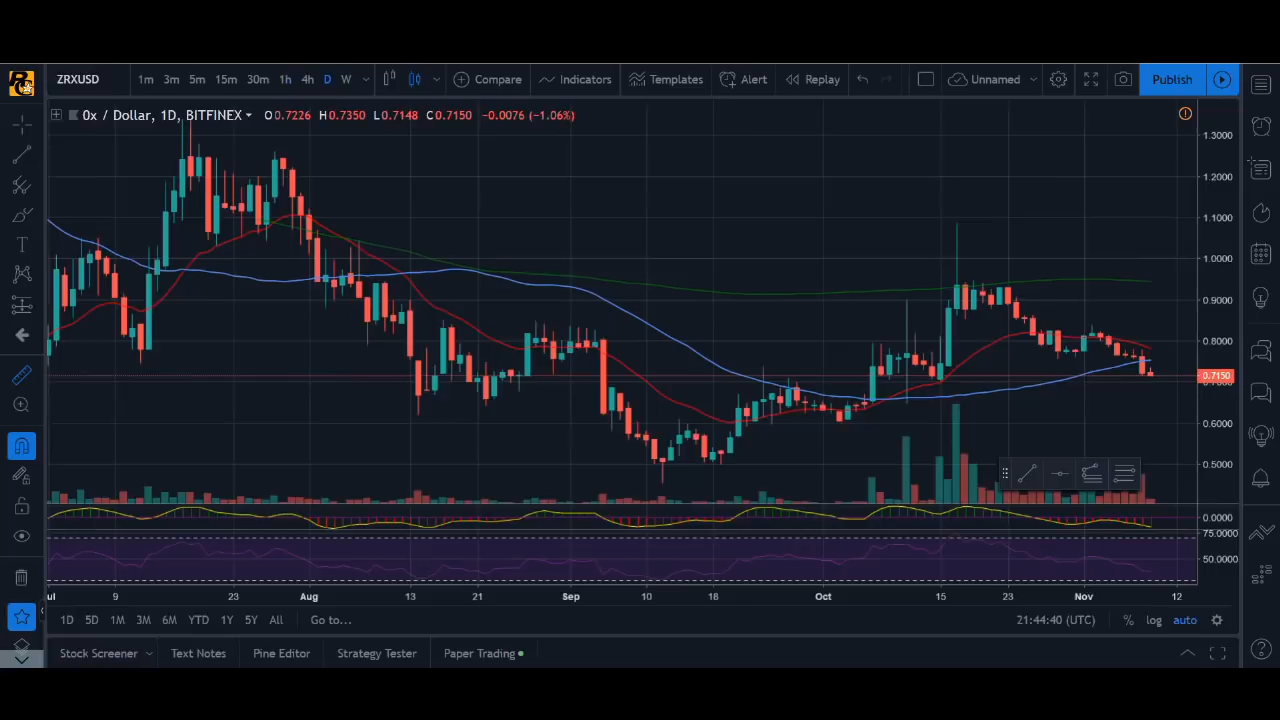 ZRXUSD 1m 3m 5m 15m 30m 1h 4h D W Compare Indicators Templates Alert Replay Unnamed Publish
0x / Dollar, 1D, BITFINEX O0.7226 H0.7350 L0.7148 C0.7150 -0.0076 (-1.06%)
1.3000
1.2000
1.1000
1.0000
0.9000
0.8000
0.7150
0.6000
0.5000
0.0000
75.0000
50.0000
9 23 Aug 13 21 Sep 10 18 Oct 15 23 Nov 12
1D 5D 1M 3M 6M YTD 1Y 5Y All Go to... 21:44:40 (UTC) % log auto
Stock Screener Text Notes Pine Editor Strategy Tester Paper Trading